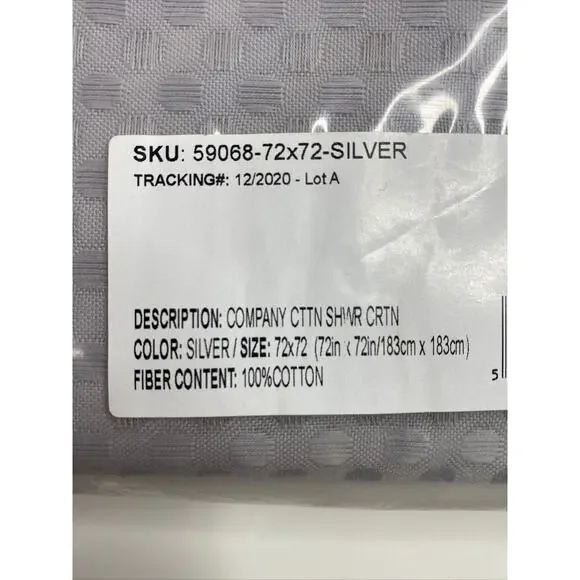 SKU: 59068-72x72-SILVER
TRACKING#: 12/2020 - Lot A
DESCRIPTION: COMPANY CTTN SHWR CRTN
COLOR: SILVER / SIZE: 72x72 (72in x 72in/183cm x 183cm)
FIBER CONTENT: 100%COTTON
5